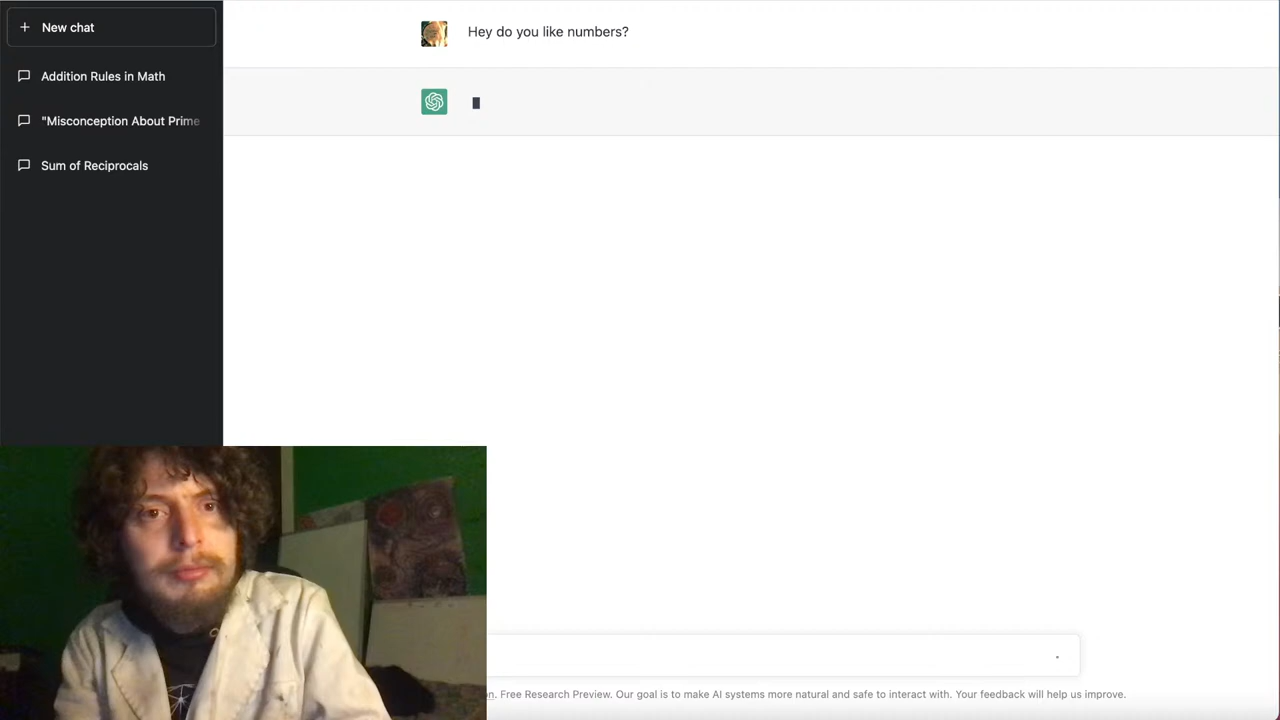 New chat
Addition Rules in Math
"Misconception About Prime
Sum of Reciprocals
Hey do you like numbers?
. Free Research Preview. Our goal is to make AI systems more natural and safe to interact with. Your feedback will help us improve.